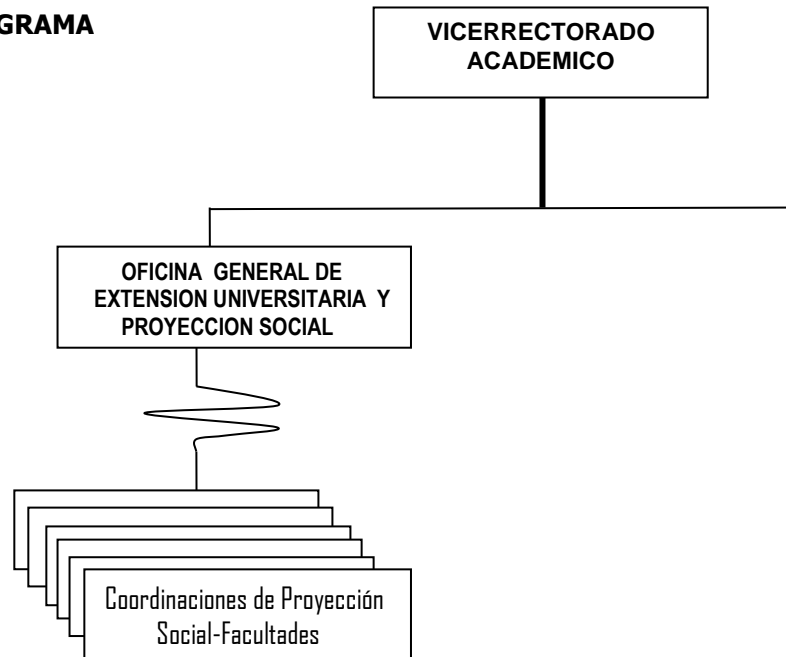 GRAMA
VICERRECTORADO
ACADEMICO
OFICINA GENERAL DE
EXTENSION UNIVERSITARIA Y
PROYECCION SOCIAL
Coordinaciones de Proyección
Social-Facultades